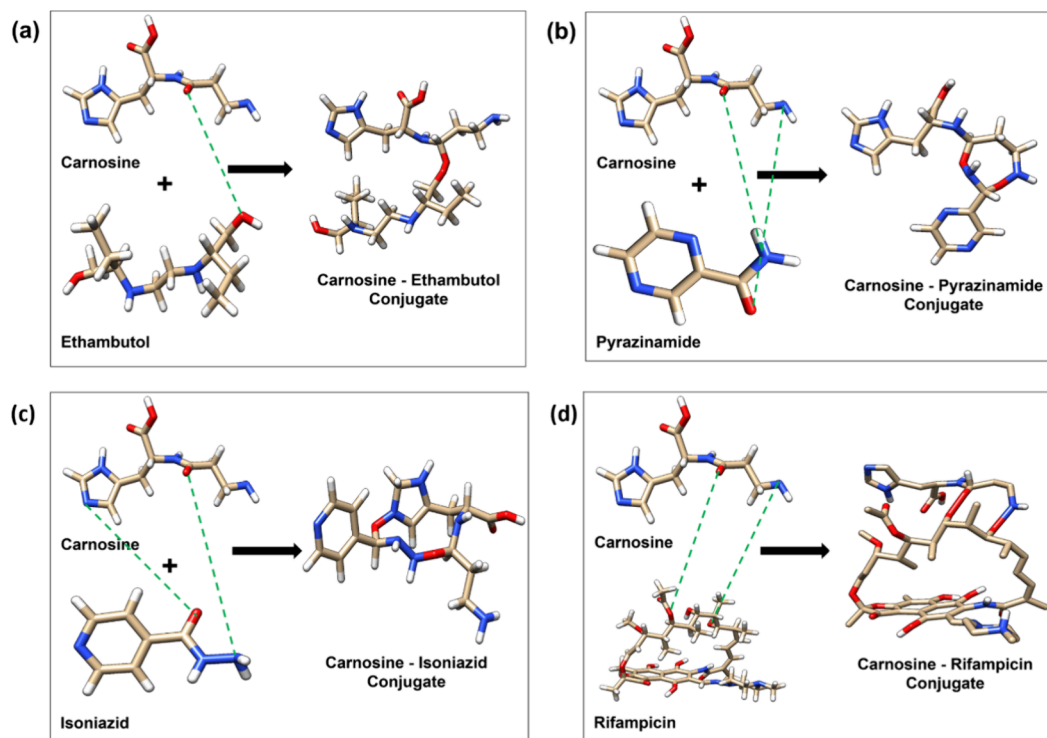 (a)
Carnosine
+
Ethambutol
Carnosine - Ethambutol
Conjugate
(b)
Carnosine
+
Pyrazinamide
Carnosine - Pyrazinamide
Conjugate
(c)
Carnosine
+
Isoniazid
Carnosine - Isoniazid
Conjugate
(d)
Carnosine
Rifampicin
Carnosine - Rifampicin
Conjugate